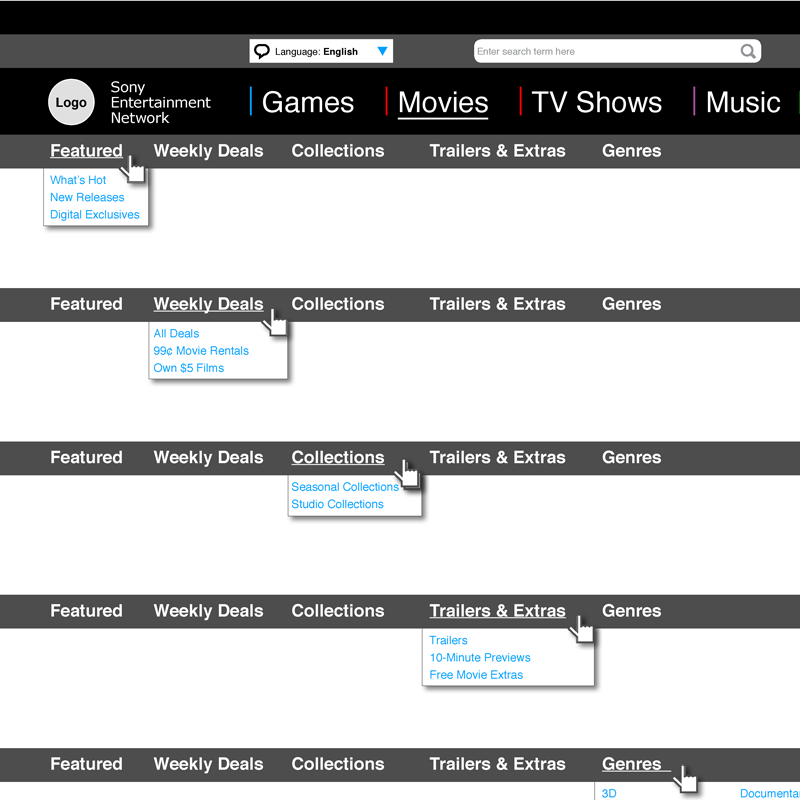 Language: English
Enter search term here
Logo
Sony
Entertainment
Network
Games Movies TV Shows Music
Featured Weekly Deals Collections Trailers & Extras Genres
What's Hot
New Releases
Digital Exclusives
Featured Weekly Deals Collections Trailers & Extras Genres
All Deals
99¢ Movie Rentals
Own $5 Films
Featured Weekly Deals Collections Trailers & Extras Genres
Seasonal Collections
Studio Collections
Featured Weekly Deals Collections Trailers & Extras Genres
Trailers
10-Minute Previews
Free Movie Extras
Featured Weekly Deals Collections Trailers & Extras Genres
3D